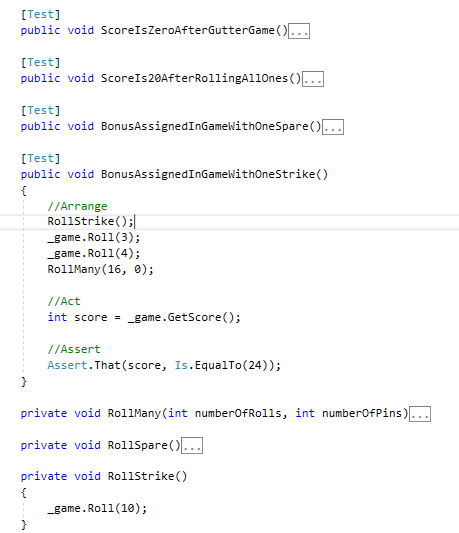 [Test]
public void ScoreIsZeroAfterGutterGame()...
[Test]
public void ScoreIs20AfterRollingAllOnes()...
[Test]
public void BonusAssignedInGameWithOneSpare()...
[Test]
public void BonusAssignedInGameWithOneStrike()
{
//Arrange
RollStrike();
_game.Roll(3);
_game.Roll(4);
RollMany(16, 0);
//Act
int score = _game.GetScore();
//Assert
Assert.That(score, Is.EqualTo(24));
}
private void RollMany(int numberOfRolls, int numberOfPins)...
private void RollSpare()...
private void RollStrike()
{
_game.Roll(10);
}